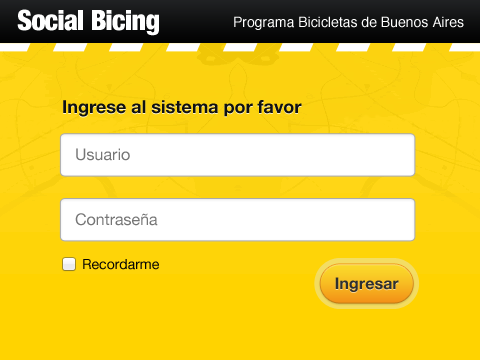 Social Bicing
Programa Bicicletas de Buenos Aires
Ingrese al sistema por favor
Usuario
Contraseña
Recordarme
Ingresar